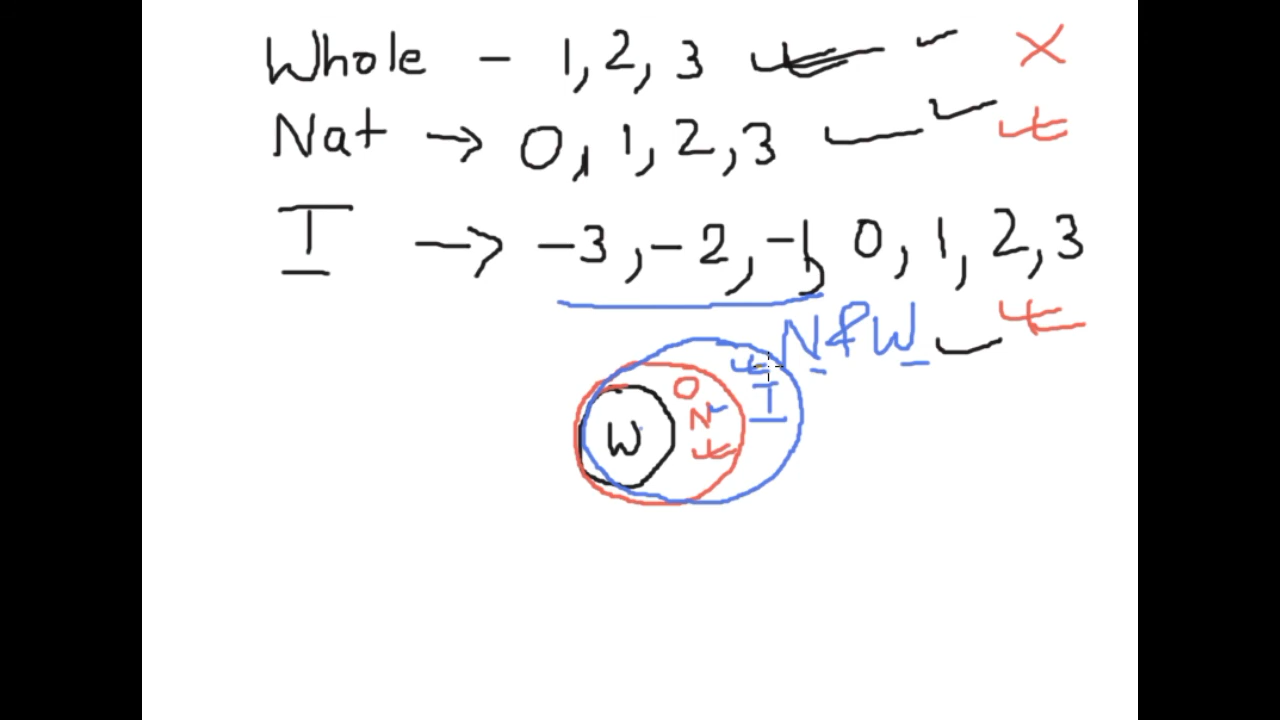 Whole - 1, 2, 3
Nat → 0, 1, 2, 3
I → -3, -2, -1, 0, 1, 2, 3
N & W
0
N
I
W